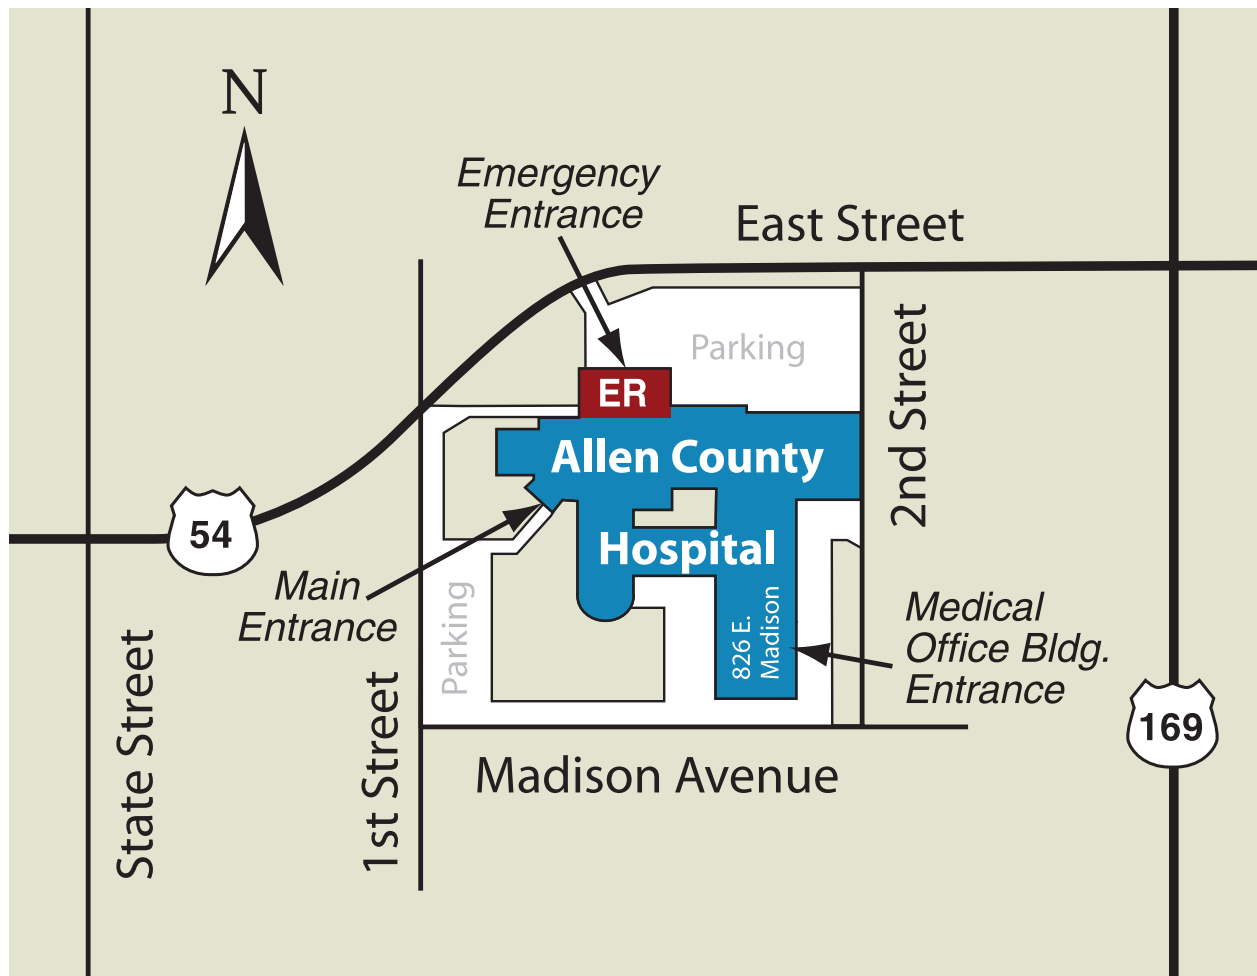 N
Emergency
Entrance
East Street
Parking
ER
2nd Street
Allen County
54
Hospital
Main
Entrance
Parking
826 E.
Madison
Medical
Office Bldg.
Entrance
State Street
1st Street
169
Madison Avenue